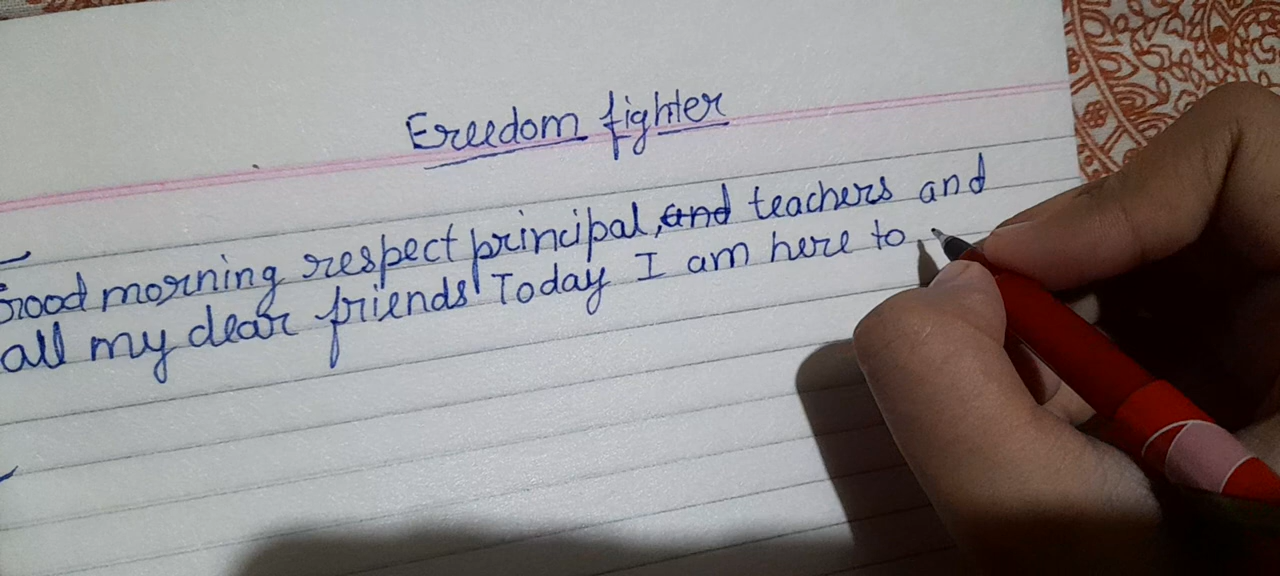 Freedom fighter
Good morning respect principal, and teachers and
all my dear friends Today I am here to